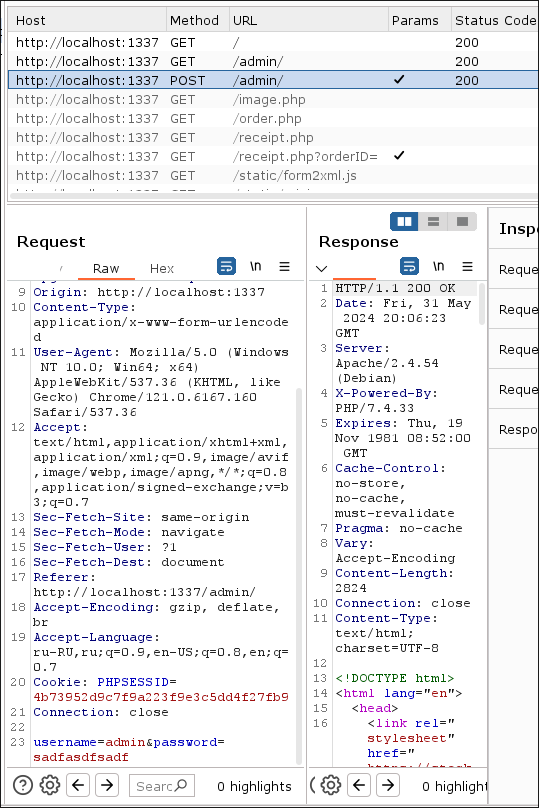 Host Method URL Params Status Code
http://localhost:1337 GET / 200
http://localhost:1337 GET /admin/ 200
http://localhost:1337 POST /admin/ ✓ 200
http://localhost:1337 GET /image.php
http://localhost:1337 GET /order.php
http://localhost:1337 GET /receipt.php
http://localhost:1337 GET /receipt.php?orderID= ✓
http://localhost:1337 GET /static/form2xml.js
Request
Raw Hex
\n
9 Origin: http://localhost:1337
10 Content-Type:
application/x-www-form-urlencode
d
11 User-Agent: Mozilla/5.0 (Windows
NT 10.0; Win64; x64)
AppleWebKit/537.36 (KHTML, like
Gecko) Chrome/121.0.6167.160
Safari/537.36
12 Accept:
text/html,application/xhtml+xml,
application/xml;q=0.9,image/avif
,image/webp,image/apng,*/*;q=0.8
,application/signed-exchange;v=b
3;q=0.7
13 Sec-Fetch-Site: same-origin
14 Sec-Fetch-Mode: navigate
15 Sec-Fetch-User: ?1
16 Sec-Fetch-Dest: document
17 Referer:
http://localhost:1337/admin/
18 Accept-Encoding: gzip, deflate,
br
19 Accept-Language:
ru-RU,ru;q=0.9,en-US;q=0.8,en;q=
0.7
20 Cookie: PHPSESSID=
4b73952d9c7f9a223f9e3c5dd4f27fb9
21 Connection: close
22
23 username=admin&password=
sadfasdfsadf
Searc
0 highlights
Response
\n
1 HTTP/1.1 200 OK
2 Date: Fri, 31 May
2024 20:06:23
GMT
3 Server:
Apache/2.4.54
(Debian)
4 X-Powered-By:
PHP/7.4.33
5 Expires: Thu, 19
Nov 1981 08:52:00
GMT
6 Cache-Control:
no-store,
no-cache,
must-revalidate
7 Pragma: no-cache
8 Vary:
Accept-Encoding
9 Content-Length:
2824
10 Connection: close
11 Content-Type:
text/html;
charset=UTF-8
12
13 <!DOCTYPE html>
14 <html lang="en">
15 <head>
16 <link rel="
stylesheet"
href="
0 highlights
Inspe
Reque
Reque
Reque
Reque
Respo